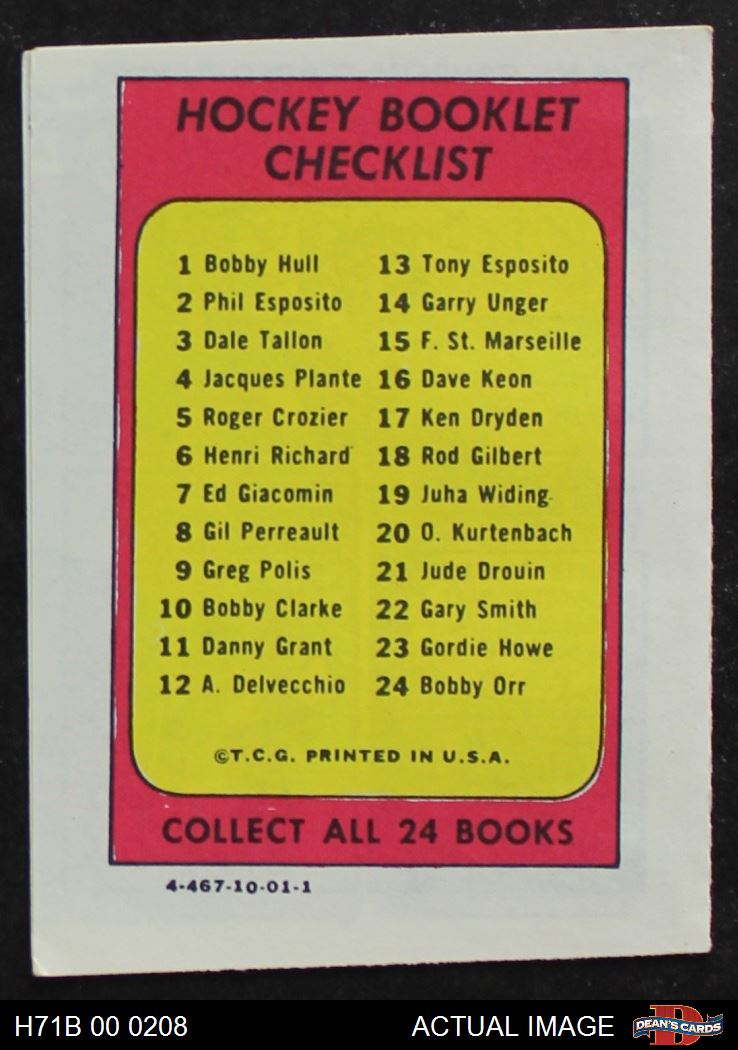 HOCKEY BOOKLET
CHECKLIST
1 Bobby Hull
2 Phil Esposito
3 Dale Tallon
4 Jacques Plante
5 Roger Crozier
6 Henri Richard
7 Ed Giacomin
8 Gil Perreault
9 Greg Polis
10 Bobby Clarke
11 Danny Grant
12 A. Delvecchio
13 Tony Esposito
14 Garry Unger
15 F. St. Marseille
16 Dave Keon
17 Ken Dryden
18 Rod Gilbert
19 Juha Widing
20 O. Kurtenbach
21 Jude Drouin
22 Gary Smith
23 Gordie Howe
24 Bobby Orr
©T.C.G. PRINTED IN U.S.A.
COLLECT ALL 24 BOOKS
4-467-10-01-1
H71B 00 0208
ACTUAL IMAGE
D
DEAN'S CARDS